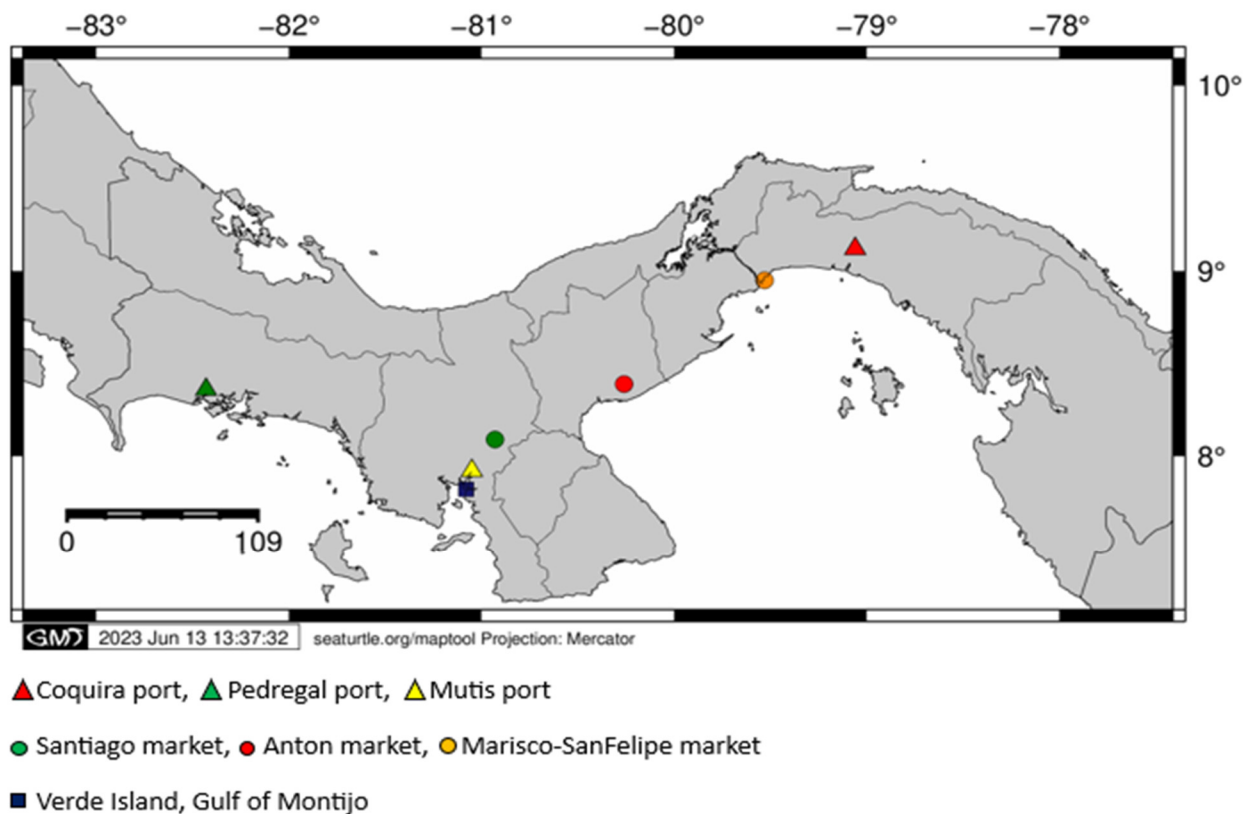 −83° −82° −81° −80° −79° −78°
10°
9°
8°
0 109
GMT 2023 Jun 13 13:37:32 seaturtle.org/maptool Projection: Mercator
Coquira port, Pedregal port, Mutis port
Santiago market, Anton market, Marisco-SanFelipe market
Verde Island, Gulf of Montijo